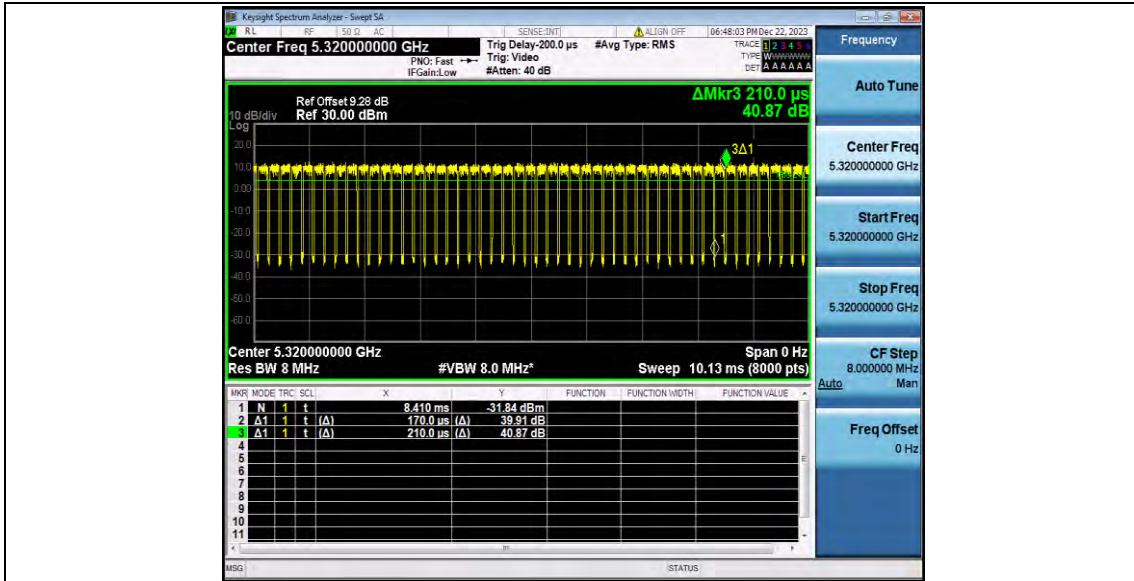 Keysight Spectrum Analyzer - Swept SA
RL RF 50 Ω AC SENSE:INT ALIGN OFF 06:48:03 PM Dec 22, 2023
Center Freq 5.320000000 GHz
PNO: Fast
IFGain:Low
Trig Delay-200.0 µs
Trig: Video
#Atten: 40 dB
#Avg Type: RMS
TRACE 1 2 3 4 5 6
TYPE W
DET A A A A A A
ΔMkr3 210.0 µs
40.87 dB
Ref Offset 9.28 dB
10 dB/div Ref 30.00 dBm
Log
20.0
10.0
0.00
-10.0
-20.0
-30.0
-40.0
-50.0
-60.0
3Δ1
1
Center 5.320000000 GHz Span 0 Hz
Res BW 8 MHz #VBW 8.0 MHz* Sweep 10.13 ms (8000 pts)
MKR MODE TRC SCL X Y FUNCTION FUNCTION WIDTH FUNCTION VALUE
1 N 1 t 8.410 ms -31.84 dBm
2 Δ1 1 t (Δ) 170.0 µs (Δ) 39.91 dB
3 Δ1 1 t (Δ) 210.0 µs (Δ) 40.87 dB
4
5
6
7
8
9
10
11
MSG STATUS
Frequency
Auto Tune
Center Freq
5.320000000 GHz
Start Freq
5.320000000 GHz
Stop Freq
5.320000000 GHz
CF Step
8.000000 MHz
Auto Man
Freq Offset
0 Hz